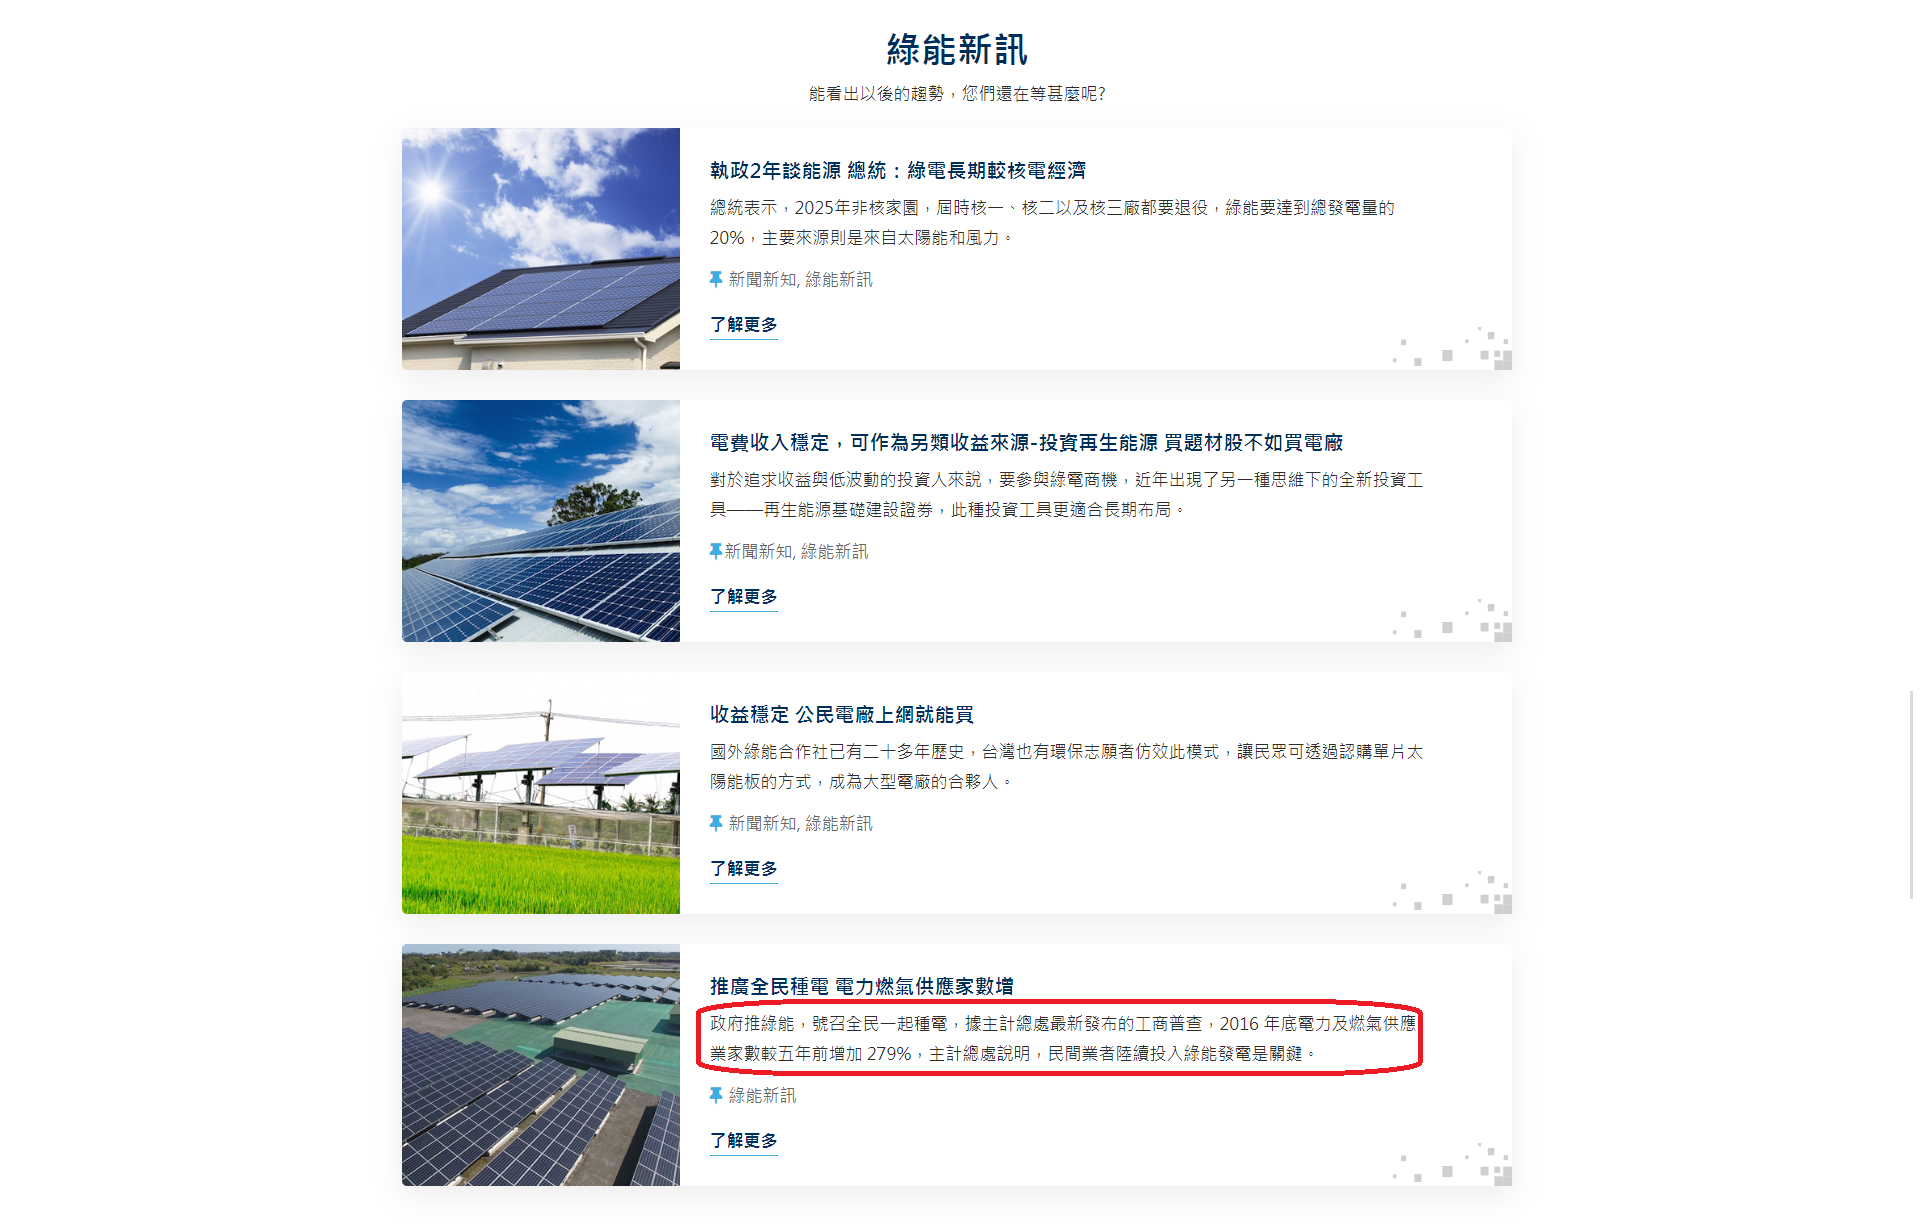 綠能新訊
能看出以後的趨勢，您們還在等甚麼呢?
執政2年談能源 總統：綠電長期較核電經濟
總統表示，2025年非核家園，屆時核一、核二以及核三廠都要退役，綠能要達到總發電量的
20%，主要來源則是來自太陽能和風力。
新聞新知, 綠能新訊
了解更多
電費收入穩定，可作為另類收益來源-投資再生能源 買題材股不如買電廠
對於追求收益與低波動的投資人來說，要參與綠電商機，近年出現了另一種思維下的全新投資工
具——再生能源基礎建設證券，此種投資工具更適合長期布局。
新聞新知, 綠能新訊
了解更多
收益穩定 公民電廠上網就能買
國外綠能合作社已有二十多年歷史，台灣也有環保志願者仿效此模式，讓民眾可透過認購單片太
陽能板的方式，成為大型電廠的合夥人。
新聞新知, 綠能新訊
了解更多
推廣全民種電 電力燃氣供應家數增
政府推綠能，號召全民一起種電，據主計總處最新發布的工商普查，2016 年底電力及燃氣供應
業家數較五年前增加 279%，主計總處說明，民間業者陸續投入綠能發電是關鍵。
綠能新訊
了解更多